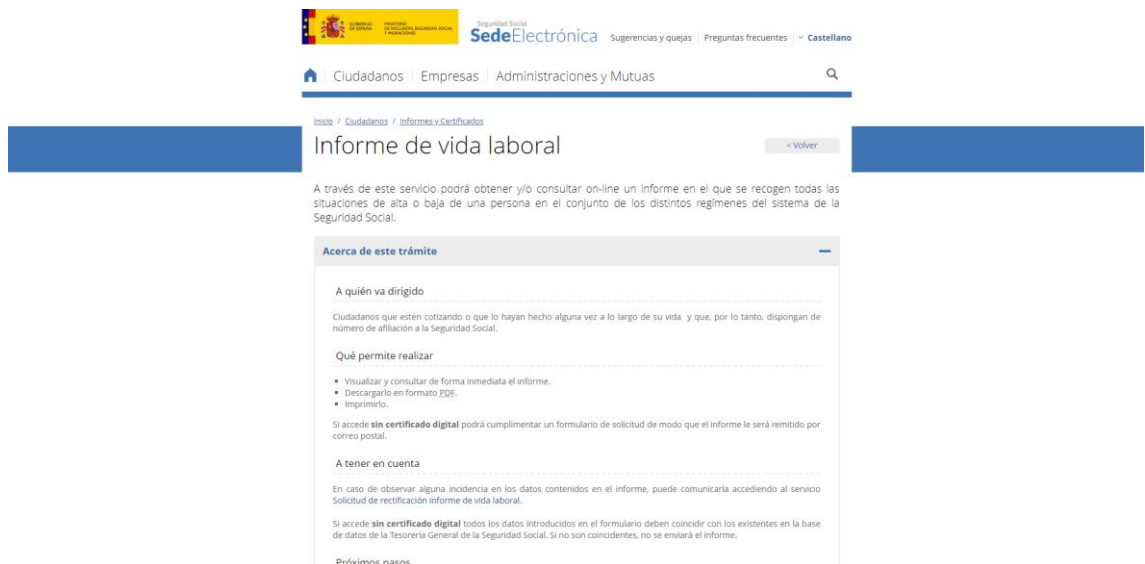 GOBIERNO DE ESPAÑA
MINISTERIO DE INCLUSIÓN, SEGURIDAD SOCIAL Y MIGRACIONES
Seguridad Social
SedeElectrónica
Sugerencias y quejas
Preguntas frecuentes
Castellano
Ciudadanos
Empresas
Administraciones y Mutuas
Inicio / Ciudadanos / Informes y Certificados
Informe de vida laboral
< Volver
A través de este servicio podrá obtener y/o consultar on-line un informe en el que se recogen todas las
situaciones de alta o baja de una persona en el conjunto de los distintos regímenes del sistema de la
Seguridad Social.
Acerca de este trámite
A quién va dirigido
Ciudadanos que estén cotizando o que lo hayan hecho alguna vez a lo largo de su vida y que, por lo tanto, dispongan de
número de afiliación a la Seguridad Social.
Qué permite realizar
Visualizar y consultar de forma inmediata el informe.
Descargarlo en formato PDF.
Imprimirlo.
Si accede sin certificado digital podrá cumplimentar un formulario de solicitud de modo que el informe le será remitido por
correo postal.
A tener en cuenta
En caso de observar alguna incidencia en los datos contenidos en el informe, puede comunicarla accediendo al servicio
Solicitud de rectificación informe de vida laboral.
Si accede sin certificado digital todos los datos introducidos en el formulario deben coincidir con los existentes en la base
de datos de la Tesorería General de la Seguridad Social. Si no son coincidentes, no se enviará el informe.
Próximos pasos